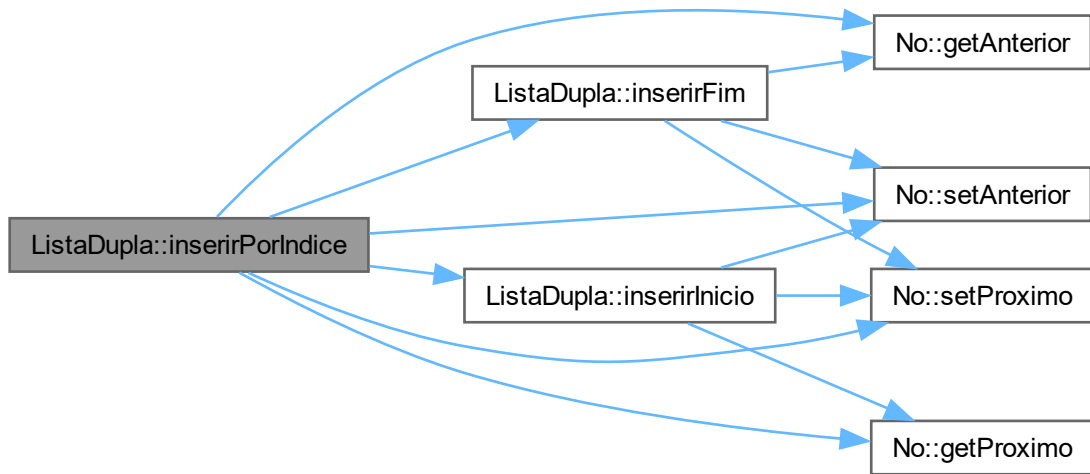 No::getAnterior
ListaDupla::inserirFim
No::setAnterior
ListaDupla::inserirPorIndice
ListaDupla::inserirInicio
No::setProximo
No::getProximo